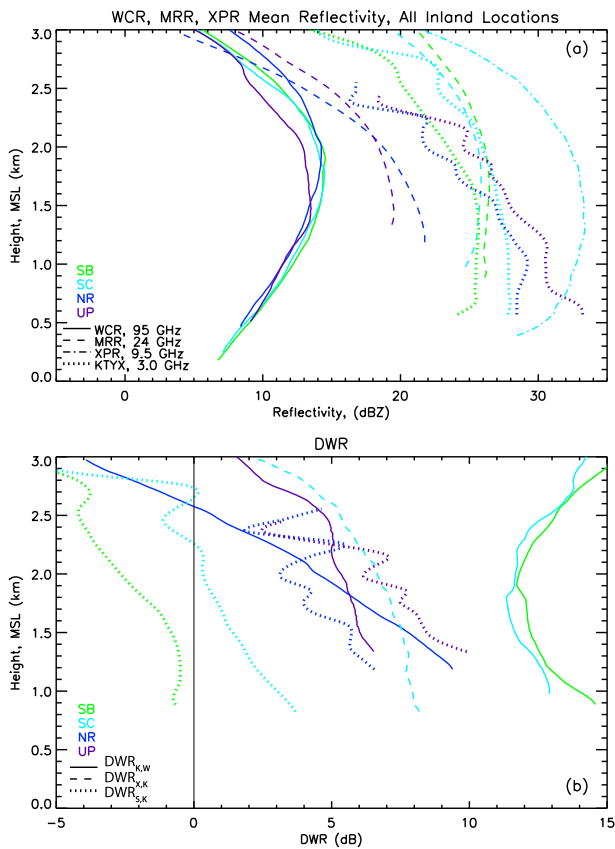 WCR, MRR, XPR Mean Reflectivity, All Inland Locations
3.0
(a)
2.5
2.0
1.5
1.0
0.5
0.0
Height, MSL (km)
SB
SC
NR
UP
WCR, 95 GHz
MRR, 24 GHz
XPR, 9.5 GHz
KTYX, 3.0 GHz
0 10 20 30
Reflectivity, (dBZ)
DWR
3.0
2.5
2.0
1.5
1.0
0.5
0.0
Height, MSL (km)
SB
SC
NR
UP
DWR K,W
DWR X,K
DWR S,K
(b)
-5 0 5 10 15
DWR (dB)